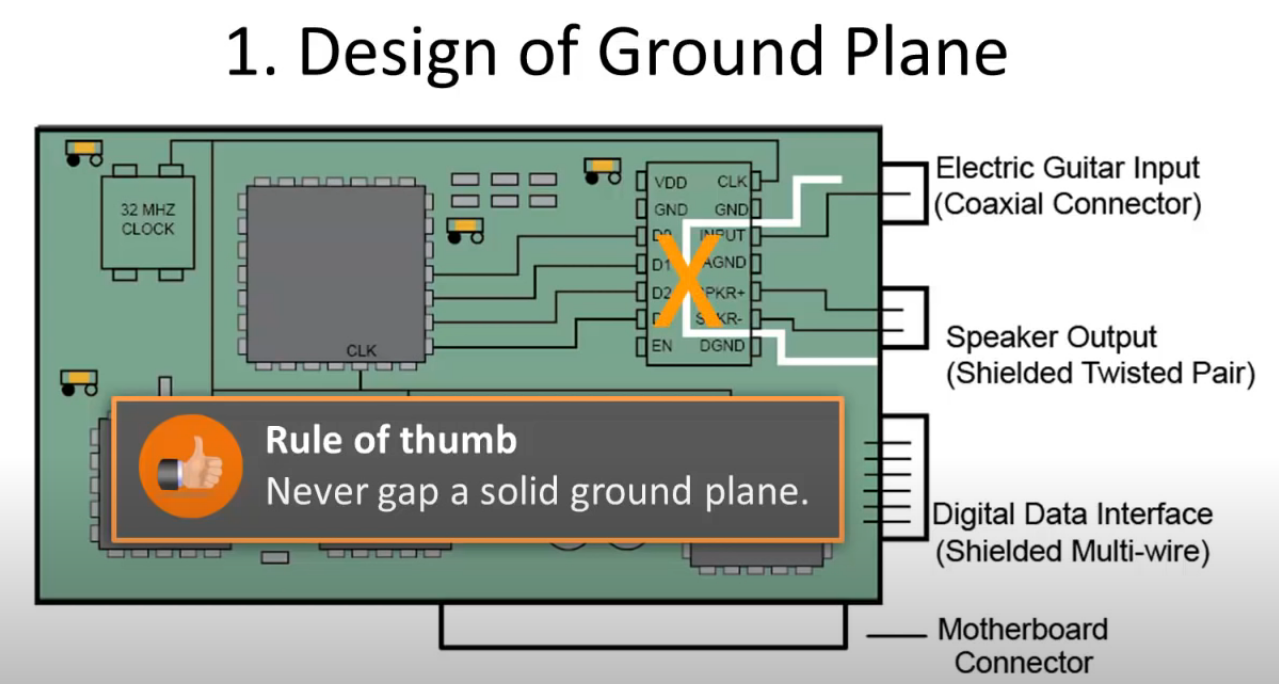 1. Design of Ground Plane
32 MHZ
CLOCK
CLK
VDD
CLK
GND
GND
D0
INPUT
D1
AGND
D2
SPKR+
SPKR-
EN
DGND
Electric Guitar Input
(Coaxial Connector)
Speaker Output
(Shielded Twisted Pair)
Digital Data Interface
(Shielded Multi-wire)
Motherboard
Connector
X
Rule of thumb
Never gap a solid ground plane.